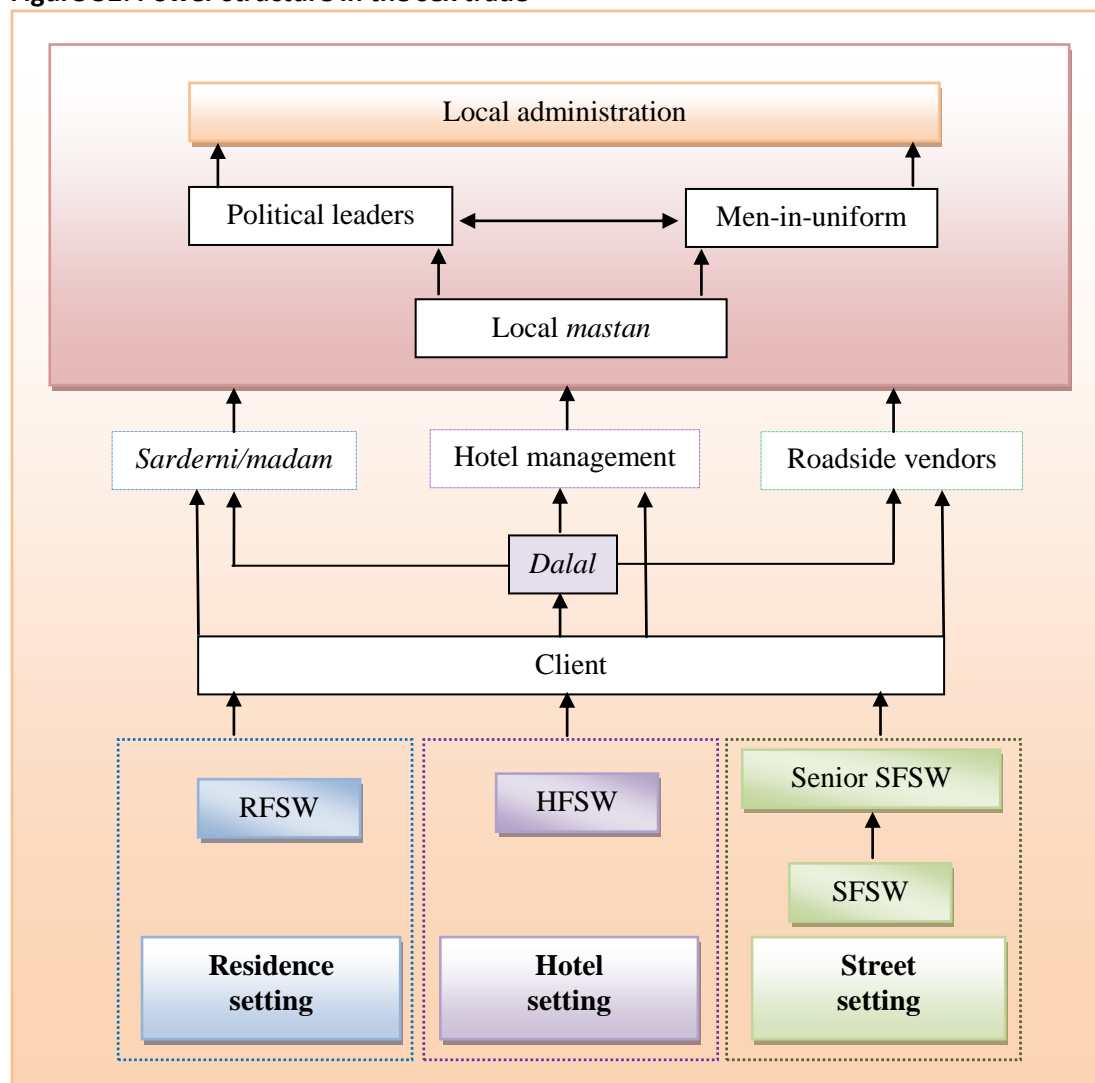 Local administration
Political leaders
Men-in-uniform
Local mastan
Sarderni/madam
Hotel management
Roadside vendors
Dalal
Client
RFSW
HFSW
Senior SFSW
SFSW
Residence
setting
Hotel
setting
Street
setting